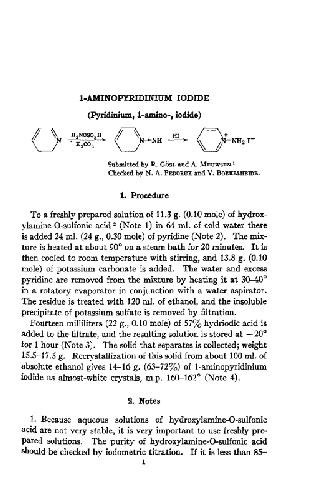 1-AMINOPYRIDINIUM IODIDE
(Pyridinium, 1-amino-, iodide)
H2NOSO3H
K2CO3
N→NH
HI
N—NH2 I−
Submitted by R. Gösl and A. Meuwsen.1
Checked by N. A. Fedoruk and V. Boekelheide.
1. Procedure
To a freshly prepared solution of 11.3 g. (0.10 mole) of hydrox-
ylamine-O-sulfonic acid2 (Note 1) in 64 ml. of cold water there
is added 24 ml. (24 g., 0.30 mole) of pyridine (Note 2). The mix-
ture is heated at about 90° on a steam bath for 20 minutes. It is
then cooled to room temperature with stirring, and 13.8 g. (0.10
mole) of potassium carbonate is added. The water and excess
pyridine are removed from the mixture by heating it at 30–40°
in a rotatory evaporator in conjunction with a water aspirator.
The residue is treated with 120 ml. of ethanol, and the insoluble
precipitate of potassium sulfate is removed by filtration.
Fourteen milliliters (22 g., 0.10 mole) of 57% hydriodic acid is
added to the filtrate, and the resulting solution is stored at −20°
for 1 hour (Note 3). The solid that separates is collected; weight
15.5–17.5 g. Recrystallization of this solid from about 100 ml. of
absolute ethanol gives 14–16 g. (63–72%) of 1-aminopyridinium
iodide as almost-white crystals, m.p. 160–162° (Note 4).
2. Notes
1. Because aqueous solutions of hydroxylamine-O-sulfonic
acid are not very stable, it is very important to use freshly pre-
pared solutions. The purity of hydroxylamine-O-sulfonic acid
should be checked by iodometric titration. If it is less than 85–
1